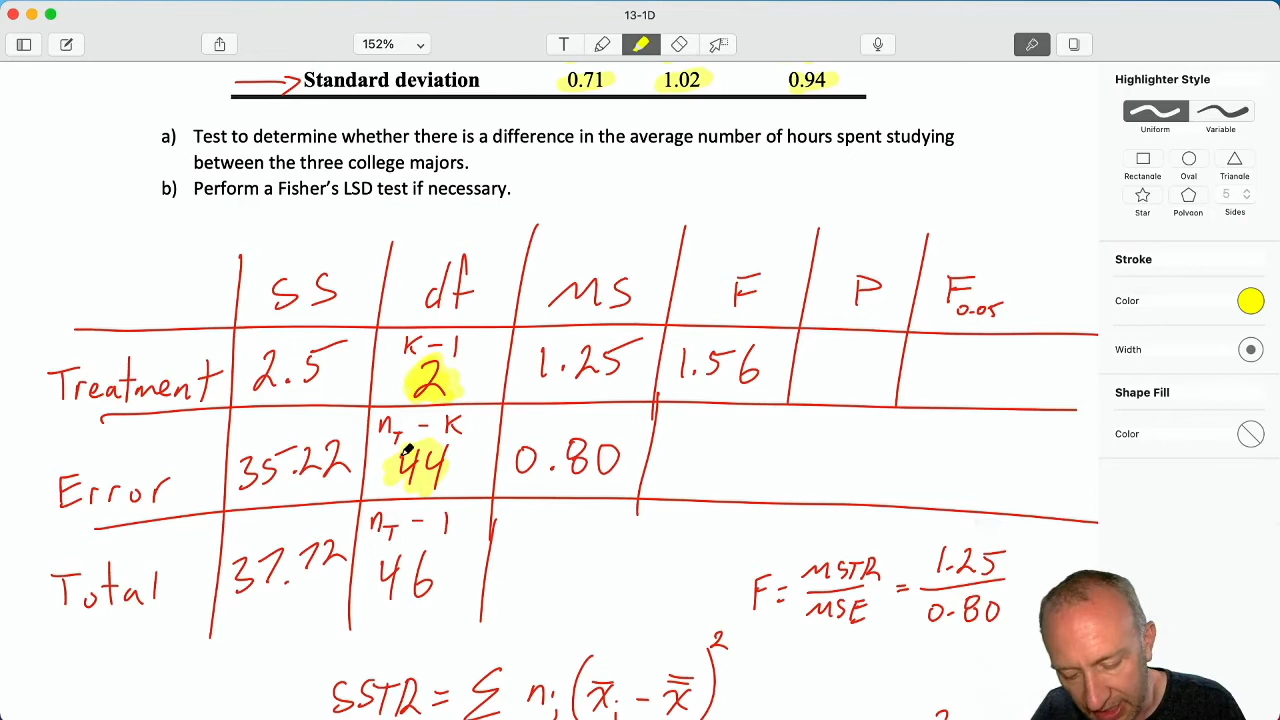 13-1D
152%
T
Standard deviation 0.71 1.02 0.94
a) Test to determine whether there is a difference in the average number of hours spent studying
between the three college majors.
b) Perform a Fisher's LSD test if necessary.
SS df MS F P F0.05
K-1
Treatment 2.5 2 1.25 1.56
nT - K
Error 35.22 44 0.80
nT - 1
Total 37.72 46
F = MSTR/MSE = 1.25/0.80
SSTR = Σ nj (x̄j - x̿)²
2
Highlighter Style
Uniform Variable
Rectangle Oval Triangle
5
Star Polygon Sides
Stroke
Color
Width
Shape Fill
Color